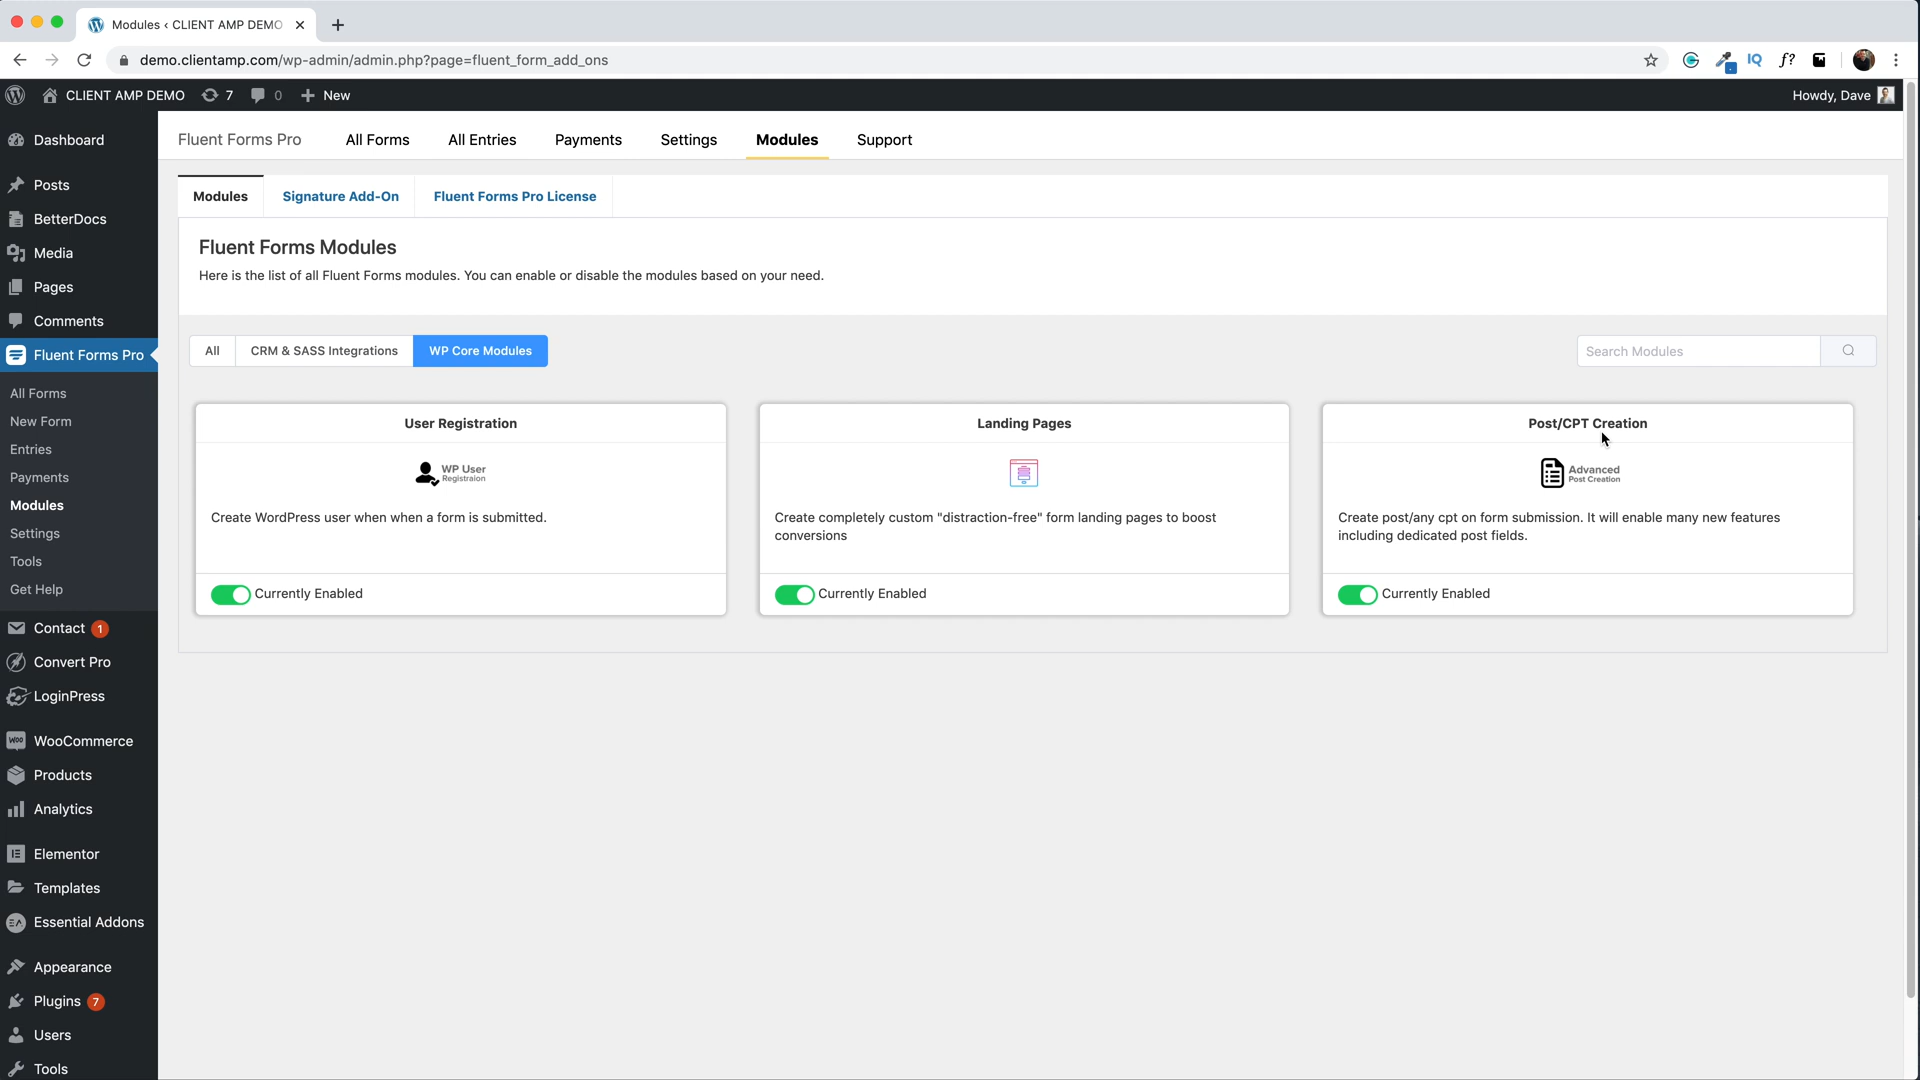 Modules ‹ CLIENT AMP DEMO
demo.clientamp.com/wp-admin/admin.php?page=fluent_form_add_ons
IQ
f?
CLIENT AMP DEMO
7
0
New
Howdy, Dave
Dashboard
Posts
BetterDocs
Media
Pages
Comments
Fluent Forms Pro
All Forms
New Form
Entries
Payments
Modules
Settings
Tools
Get Help
Contact 1
Convert Pro
LoginPress
WooCommerce
Products
Analytics
Elementor
Templates
Essential Addons
Appearance
Plugins 7
Users
Tools
Fluent Forms Pro
All Forms
All Entries
Payments
Settings
Modules
Support
Modules
Signature Add-On
Fluent Forms Pro License
Fluent Forms Modules
Here is the list of all Fluent Forms modules. You can enable or disable the modules based on your need.
All
CRM & SASS Integrations
WP Core Modules
Search Modules
User Registration
WP User
Registraion
Create WordPress user when when a form is submitted.
Currently Enabled
Landing Pages
Create completely custom "distraction-free" form landing pages to boost
conversions
Currently Enabled
Post/CPT Creation
Advanced
Post Creation
Create post/any cpt on form submission. It will enable many new features
including dedicated post fields.
Currently Enabled